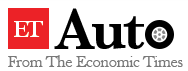 ET Auto
From The Economic Times